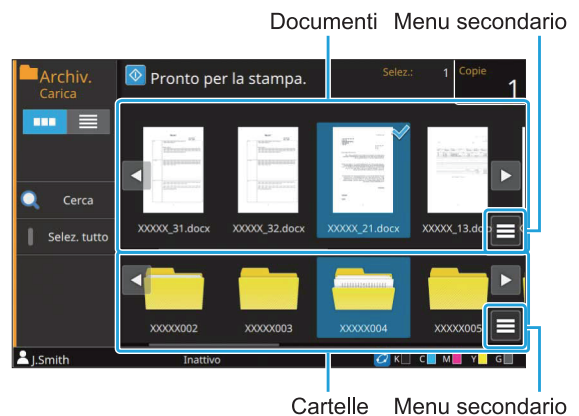 Documenti Menu secondario
Archiv.
Carica
Pronto per la stampa.
Selez.: 1
Copie
1
Cerca
Selez. tutto
XXXXX_31.docx XXXXX_32.docx XXXXX_21.docx XXXXX_13.do
XXXXX002 XXXXX003 XXXXX004 XXXXX005
J.Smith Inattivo K C M Y G
Cartelle Menu secondario